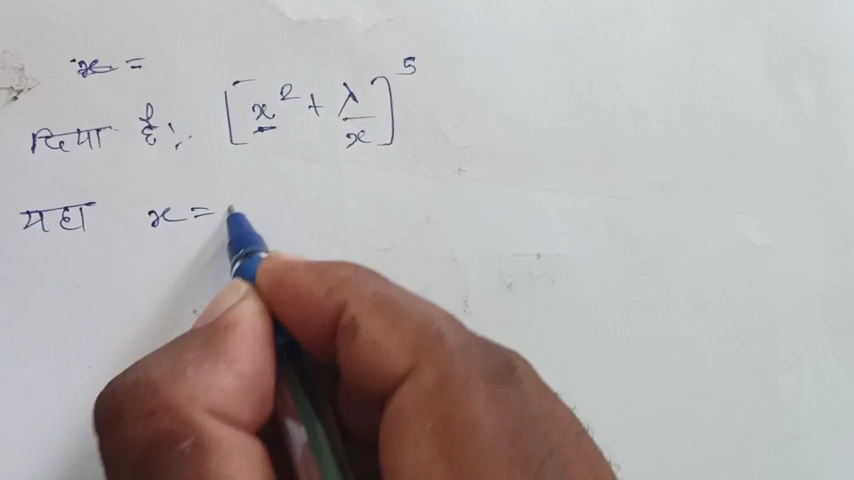 x =
दिया है :. [x² + λ/x]⁵
यहा x =